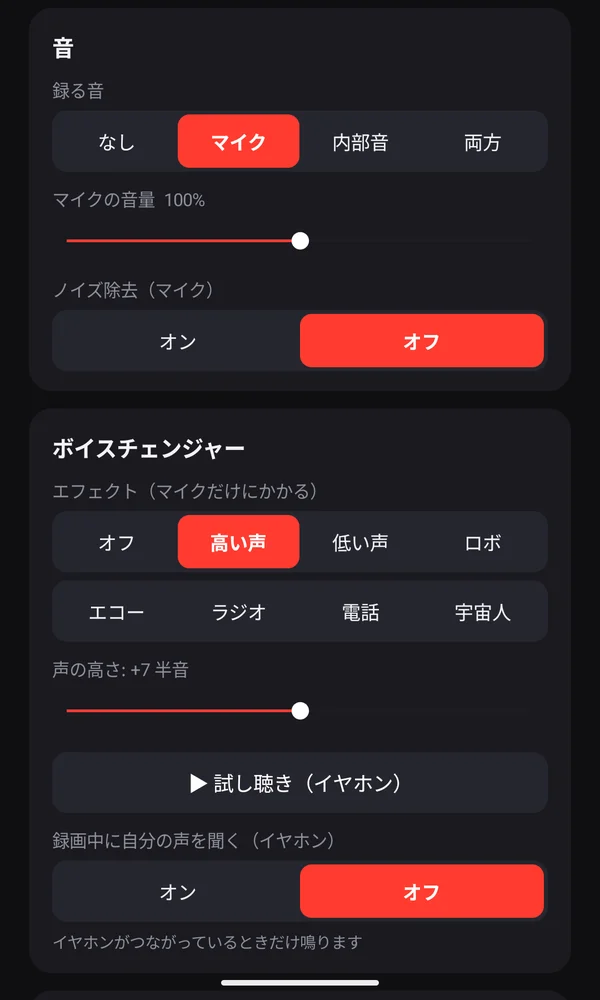 音
録る音
なし マイク 内部音 両方
マイクの音量 100%
ノイズ除去（マイク）
オン オフ
ボイスチェンジャー
エフェクト（マイクだけにかかる）
オフ 高い声 低い声 ロボ
エコー ラジオ 電話 宇宙人
声の高さ: +7 半音
▶ 試し聴き（イヤホン）
録画中に自分の声を聞く（イヤホン）
オン オフ
イヤホンがつながっているときだけ鳴ります